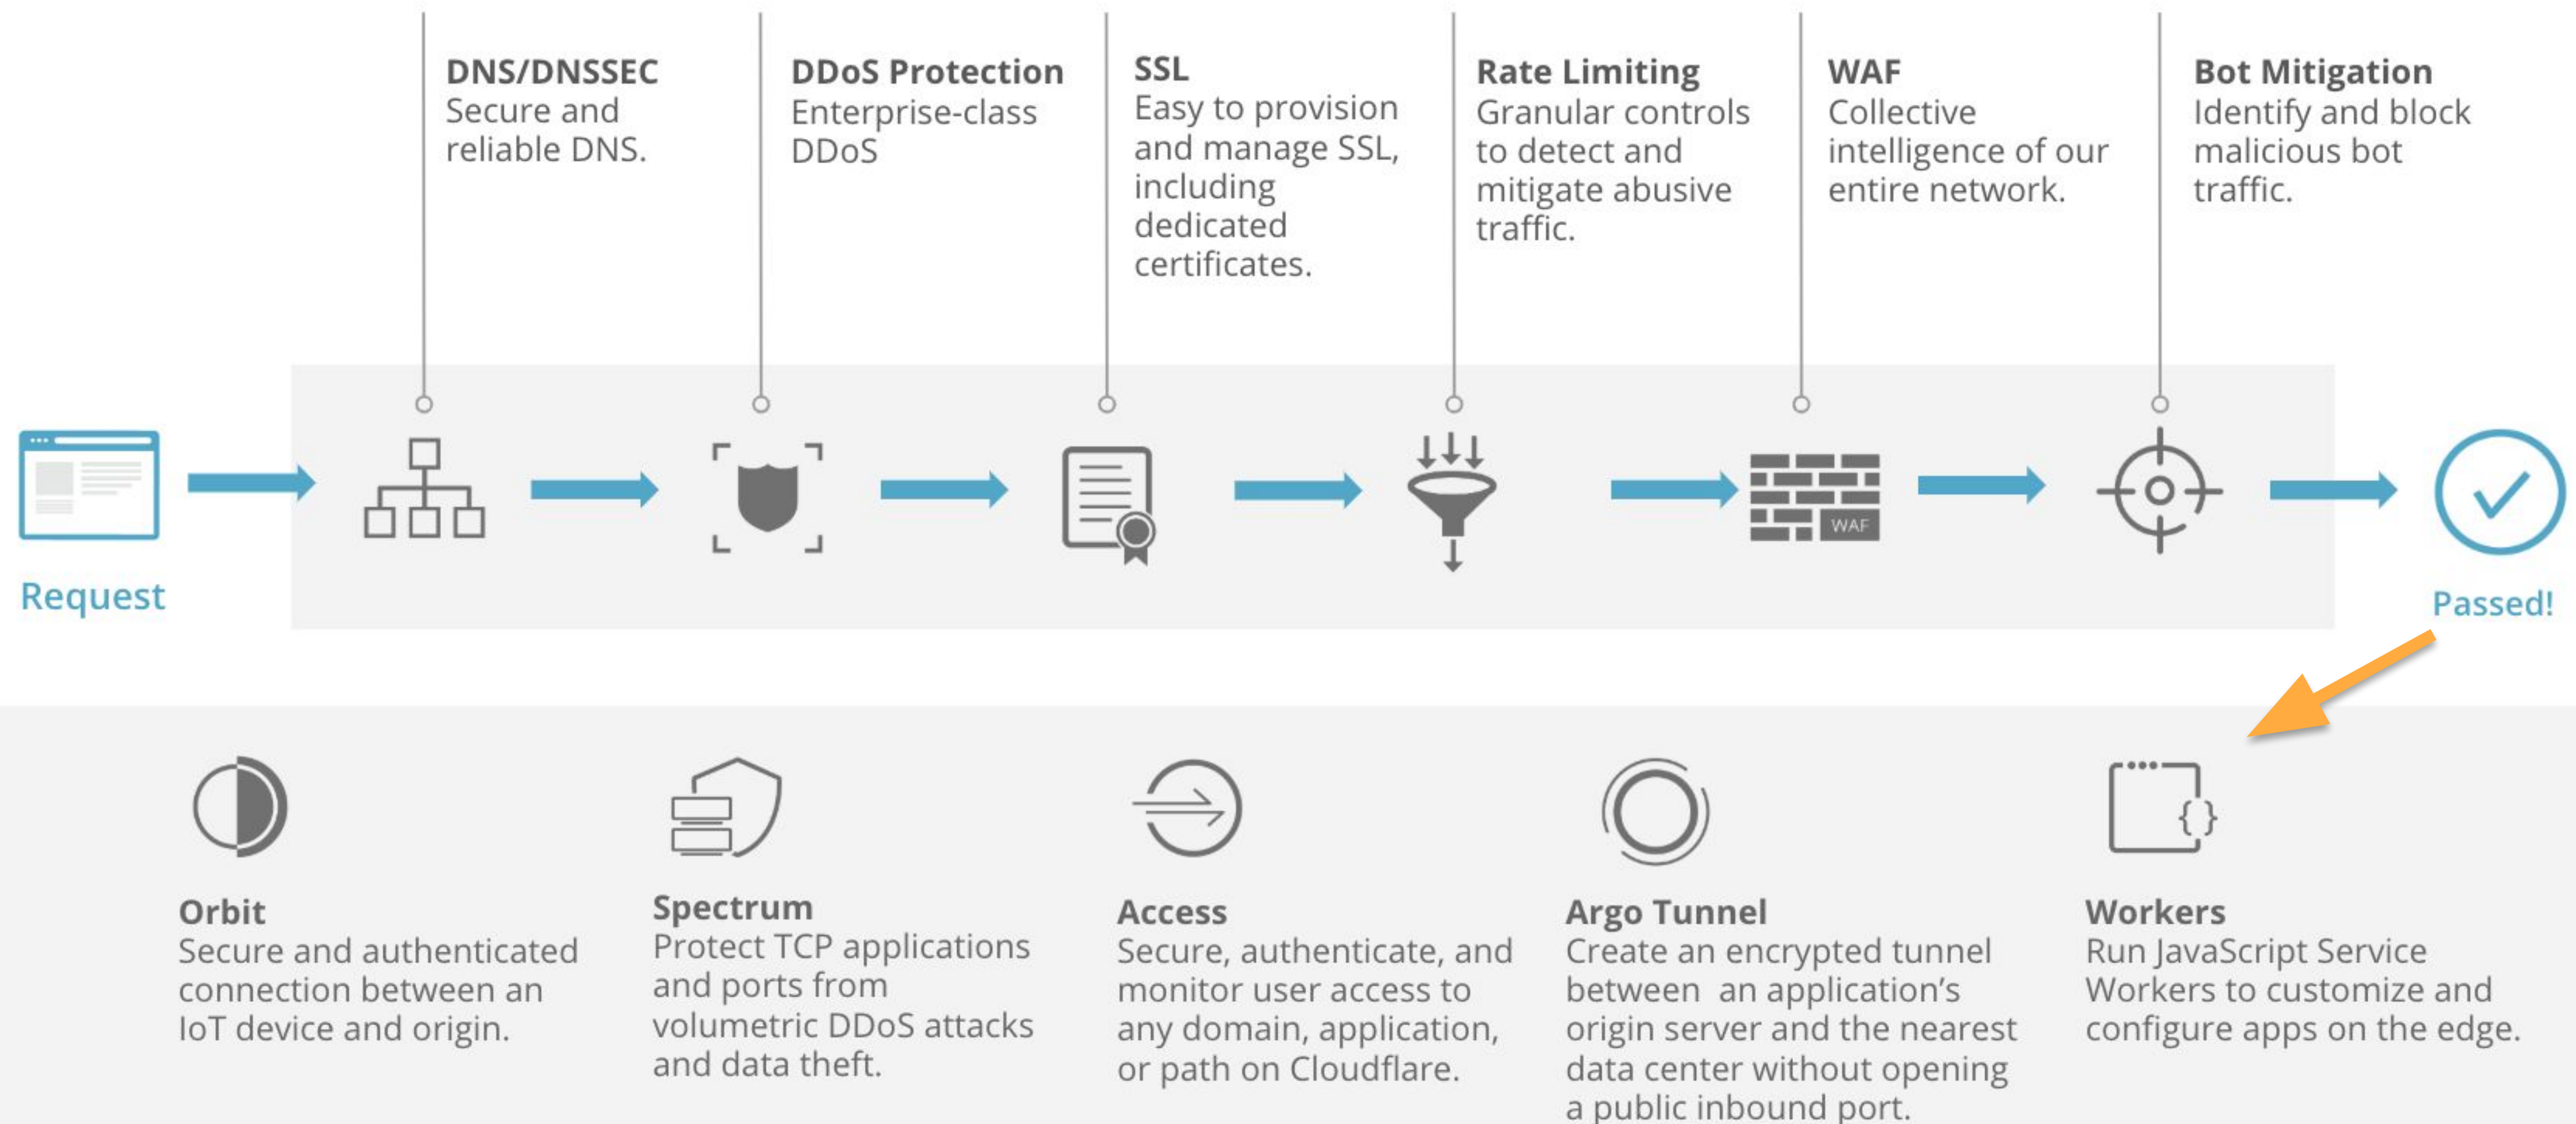 DNS/DNSSEC
Secure and
reliable DNS.
DDoS Protection
Enterprise-class
DDoS
SSL
Easy to provision
and manage SSL,
including
dedicated
certificates.
Rate Limiting
Granular controls
to detect and
mitigate abusive
traffic.
WAF
Collective
intelligence of our
entire network.
Bot Mitigation
Identify and block
malicious bot
traffic.
Request
WAF
Passed!
Orbit
Secure and authenticated
connection between an
IoT device and origin.
Spectrum
Protect TCP applications
and ports from
volumetric DDoS attacks
and data theft.
Access
Secure, authenticate, and
monitor user access to
any domain, application,
or path on Cloudflare.
Argo Tunnel
Create an encrypted tunnel
between an application’s
origin server and the nearest
data center without opening
a public inbound port.
{}
Workers
Run JavaScript Service
Workers to customize and
configure apps on the edge.